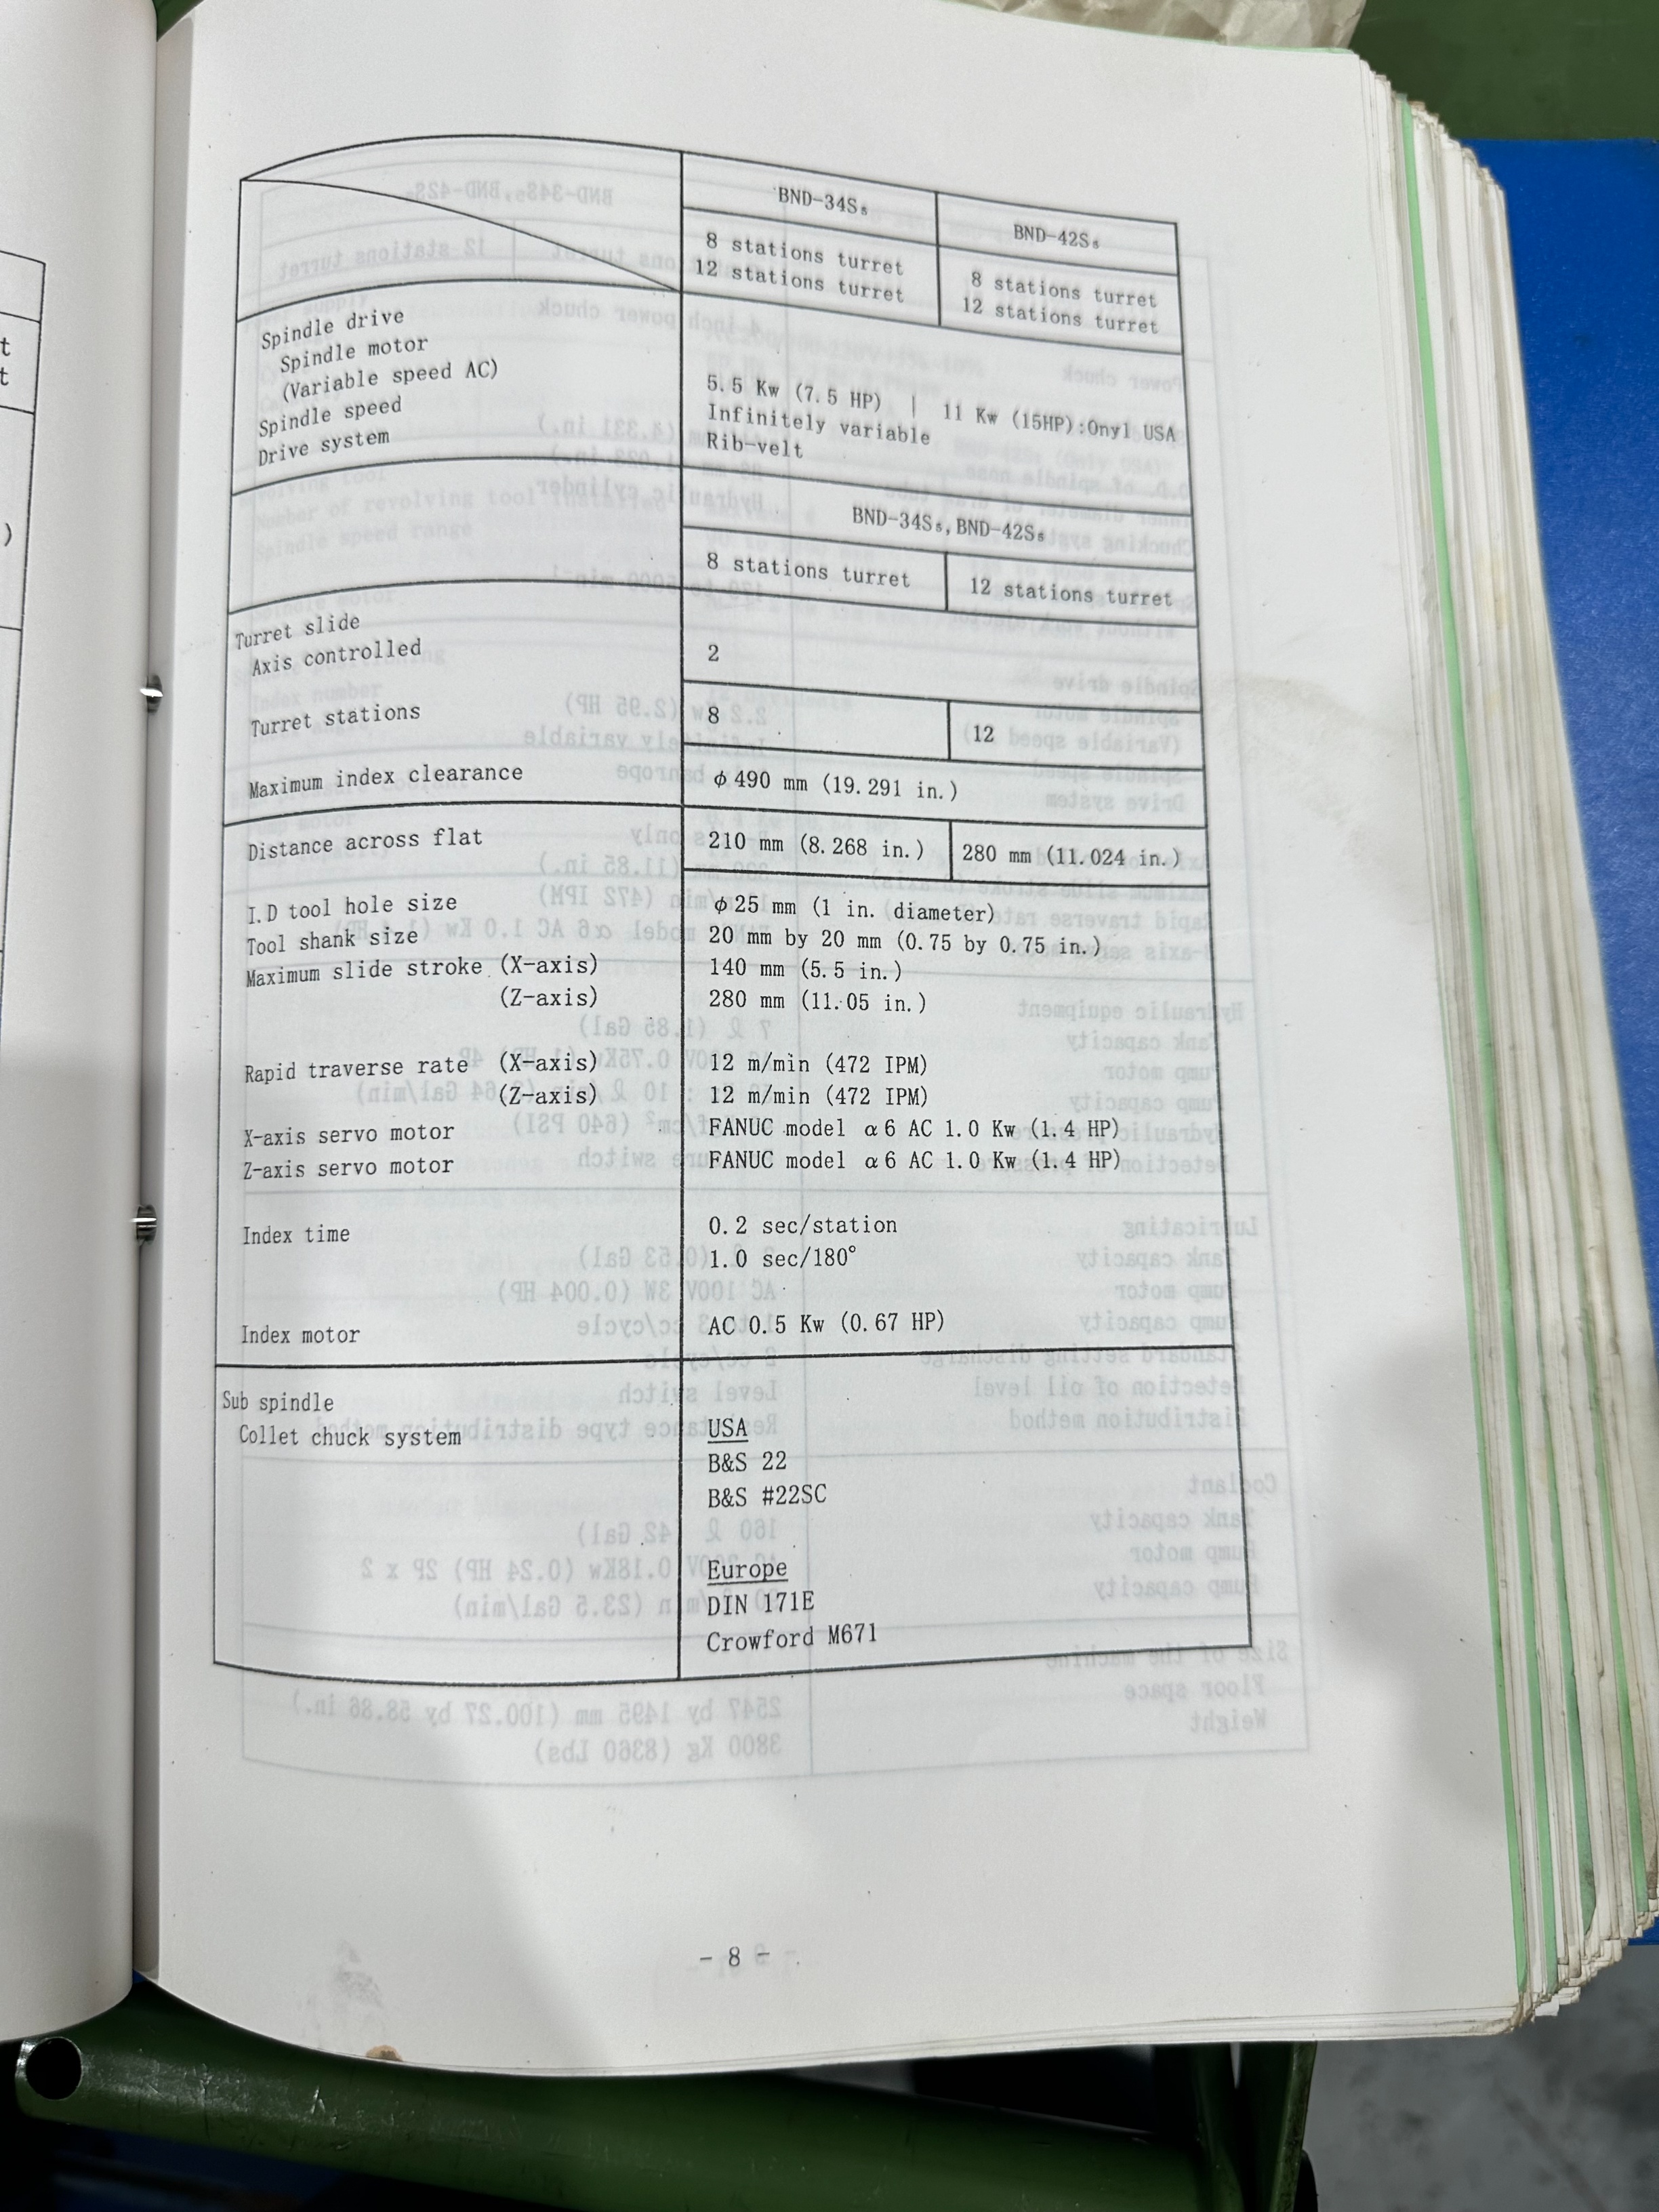 BND-34S₅
BND-42S₅
8 stations turret
12 stations turret
8 stations turret
12 stations turret
Spindle drive
Spindle motor
(Variable speed AC)
5.5 Kw (7.5 HP) | 11 Kw (15HP):Onyl USA
Spindle speed
Infinitely variable
Drive system
Rib-velt
BND-34S₅, BND-42S₅
8 stations turret
12 stations turret
Turret slide
Axis controlled
2
Turret stations
8
12
Maximum index clearance
φ 490 mm (19.291 in.)
Distance across flat
210 mm (8.268 in.)
280 mm (11.024 in.)
I.D tool hole size
φ 25 mm (1 in. diameter)
Tool shank size
20 mm by 20 mm (0.75 by 0.75 in.)
Maximum slide stroke (X-axis)
140 mm (5.5 in.)
(Z-axis)
280 mm (11.05 in.)
Rapid traverse rate (X-axis)
12 m/min (472 IPM)
(Z-axis)
12 m/min (472 IPM)
X-axis servo motor
FANUC model α6 AC 1.0 Kw (1.4 HP)
Z-axis servo motor
FANUC model α6 AC 1.0 Kw (1.4 HP)
Index time
0.2 sec/station
1.0 sec/180°
Index motor
AC 0.5 Kw (0.67 HP)
Sub spindle
Collet chuck system
USA
B&S 22
B&S #22SC
Europe
DIN 171E
Crowford M671
- 8 -